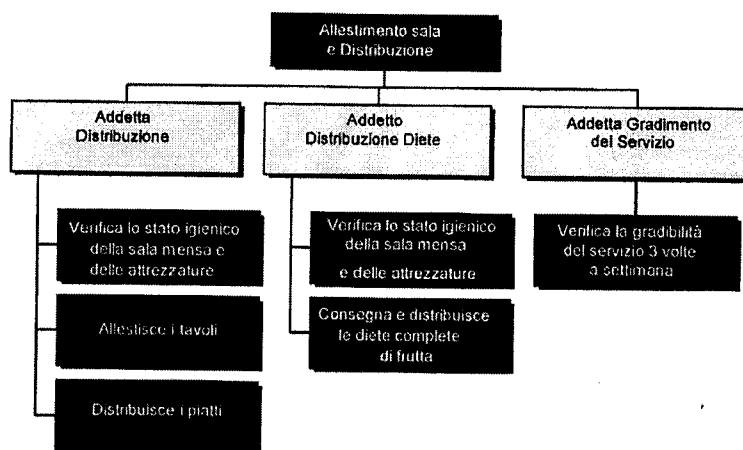 Allestimento sala
e Distribuzione
Addetta
Distribuzione
Addetto
Distribuzione Diete
Addetta Gradimento
del Servizio
Verifica lo stato igienico
della sala mensa e
delle attrezzature
Allestisce i tavoli
Distribuisce i piatti
Verifica lo stato igienico
della sala mensa
e delle attrezzature
Consegna e distribuisce
le diete complete
di frutta
Verifica la gradibilità
del servizio 3 volte
a settimana